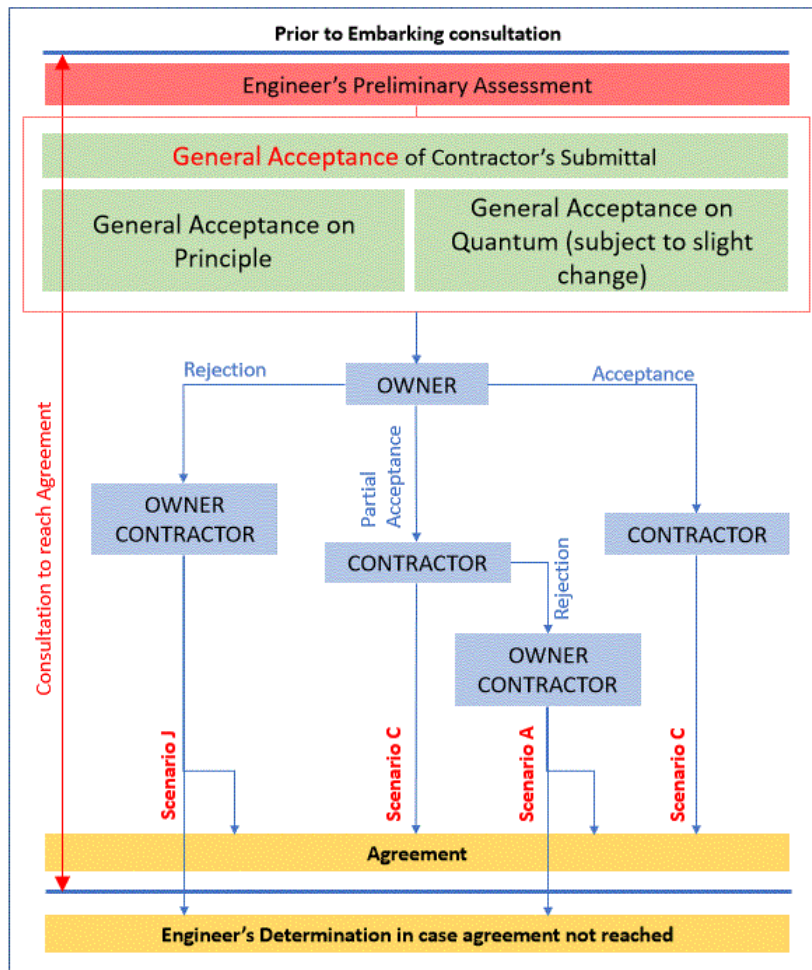 Prior to Embarking consultation
Engineer's Preliminary Assessment
General Acceptance of Contractor's Submittal
General Acceptance on
Principle
General Acceptance on
Quantum (subject to slight
change)
Rejection
OWNER
Acceptance
Partial
Acceptance
OWNER
CONTRACTOR
CONTRACTOR
CONTRACTOR
Rejection
OWNER
CONTRACTOR
Consultation to reach Agreement
Scenario J
Scenario C
Scenario A
Scenario C
Agreement
Engineer's Determination in case agreement not reached